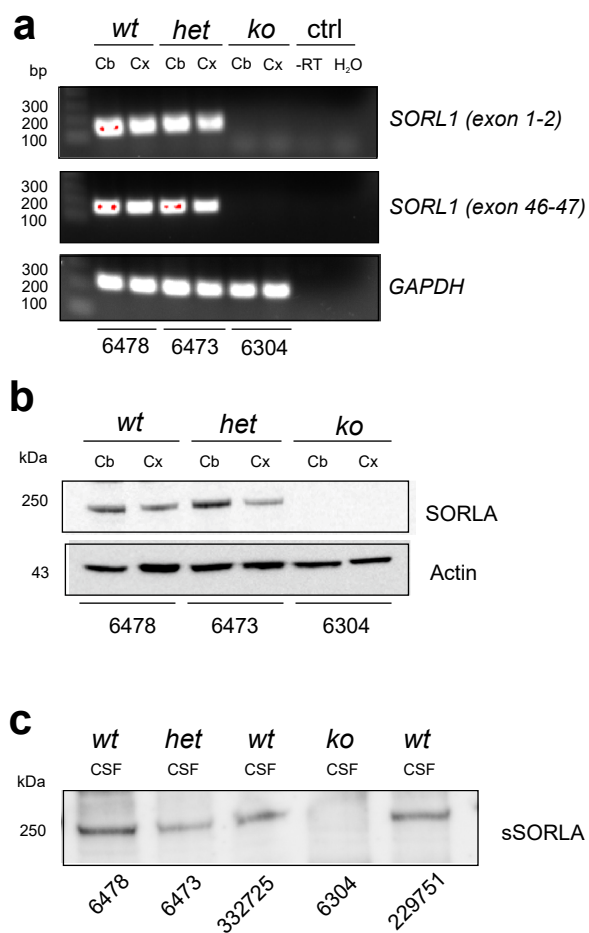 a
wt het ko ctrl
bp Cb Cx Cb Cx Cb Cx -RT H₂O
300
200
100
SORL1 (exon 1-2)
300
200
100
SORL1 (exon 46-47)
300
200
100
GAPDH
6478 6473 6304
b
wt het ko
kDa Cb Cx Cb Cx Cb Cx
250 SORLA
43 Actin
6478 6473 6304
c
wt het wt ko wt
kDa CSF CSF CSF CSF CSF
250 sSORLA
6478 6473 332725 6304 229751